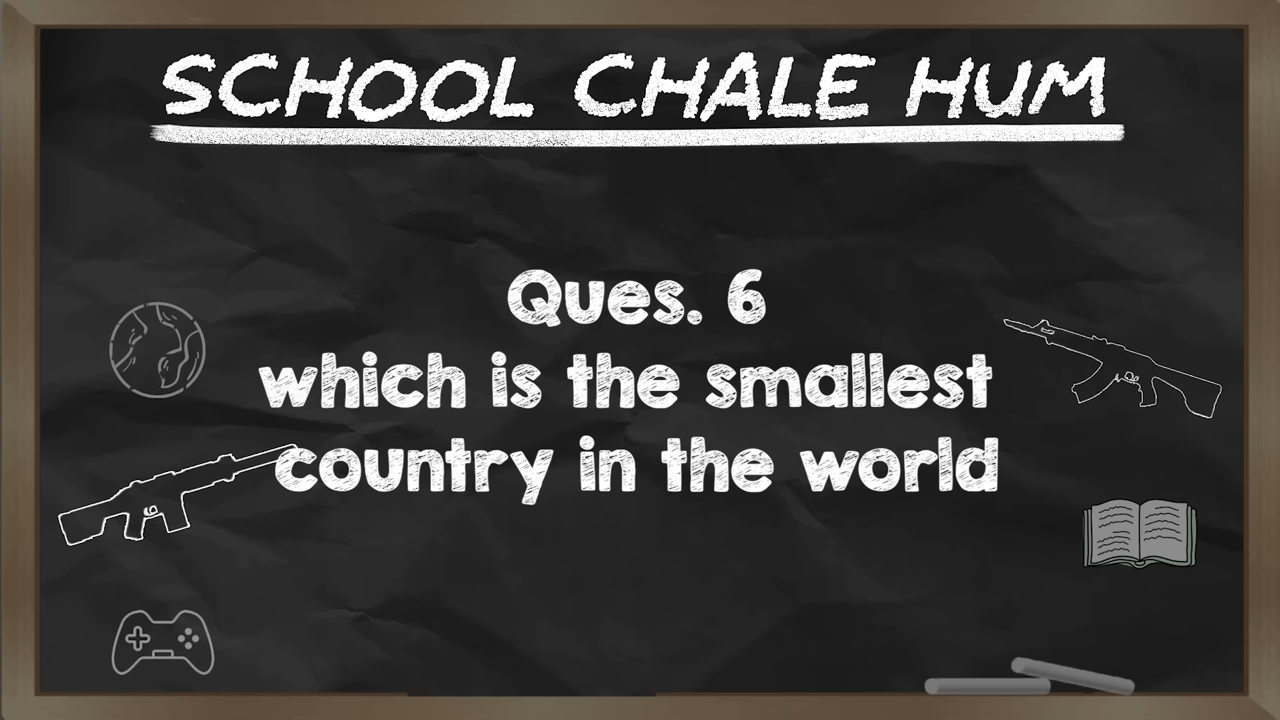 SCHOOL CHALE HUM
Ques. 6
which is the smallest
country in the world